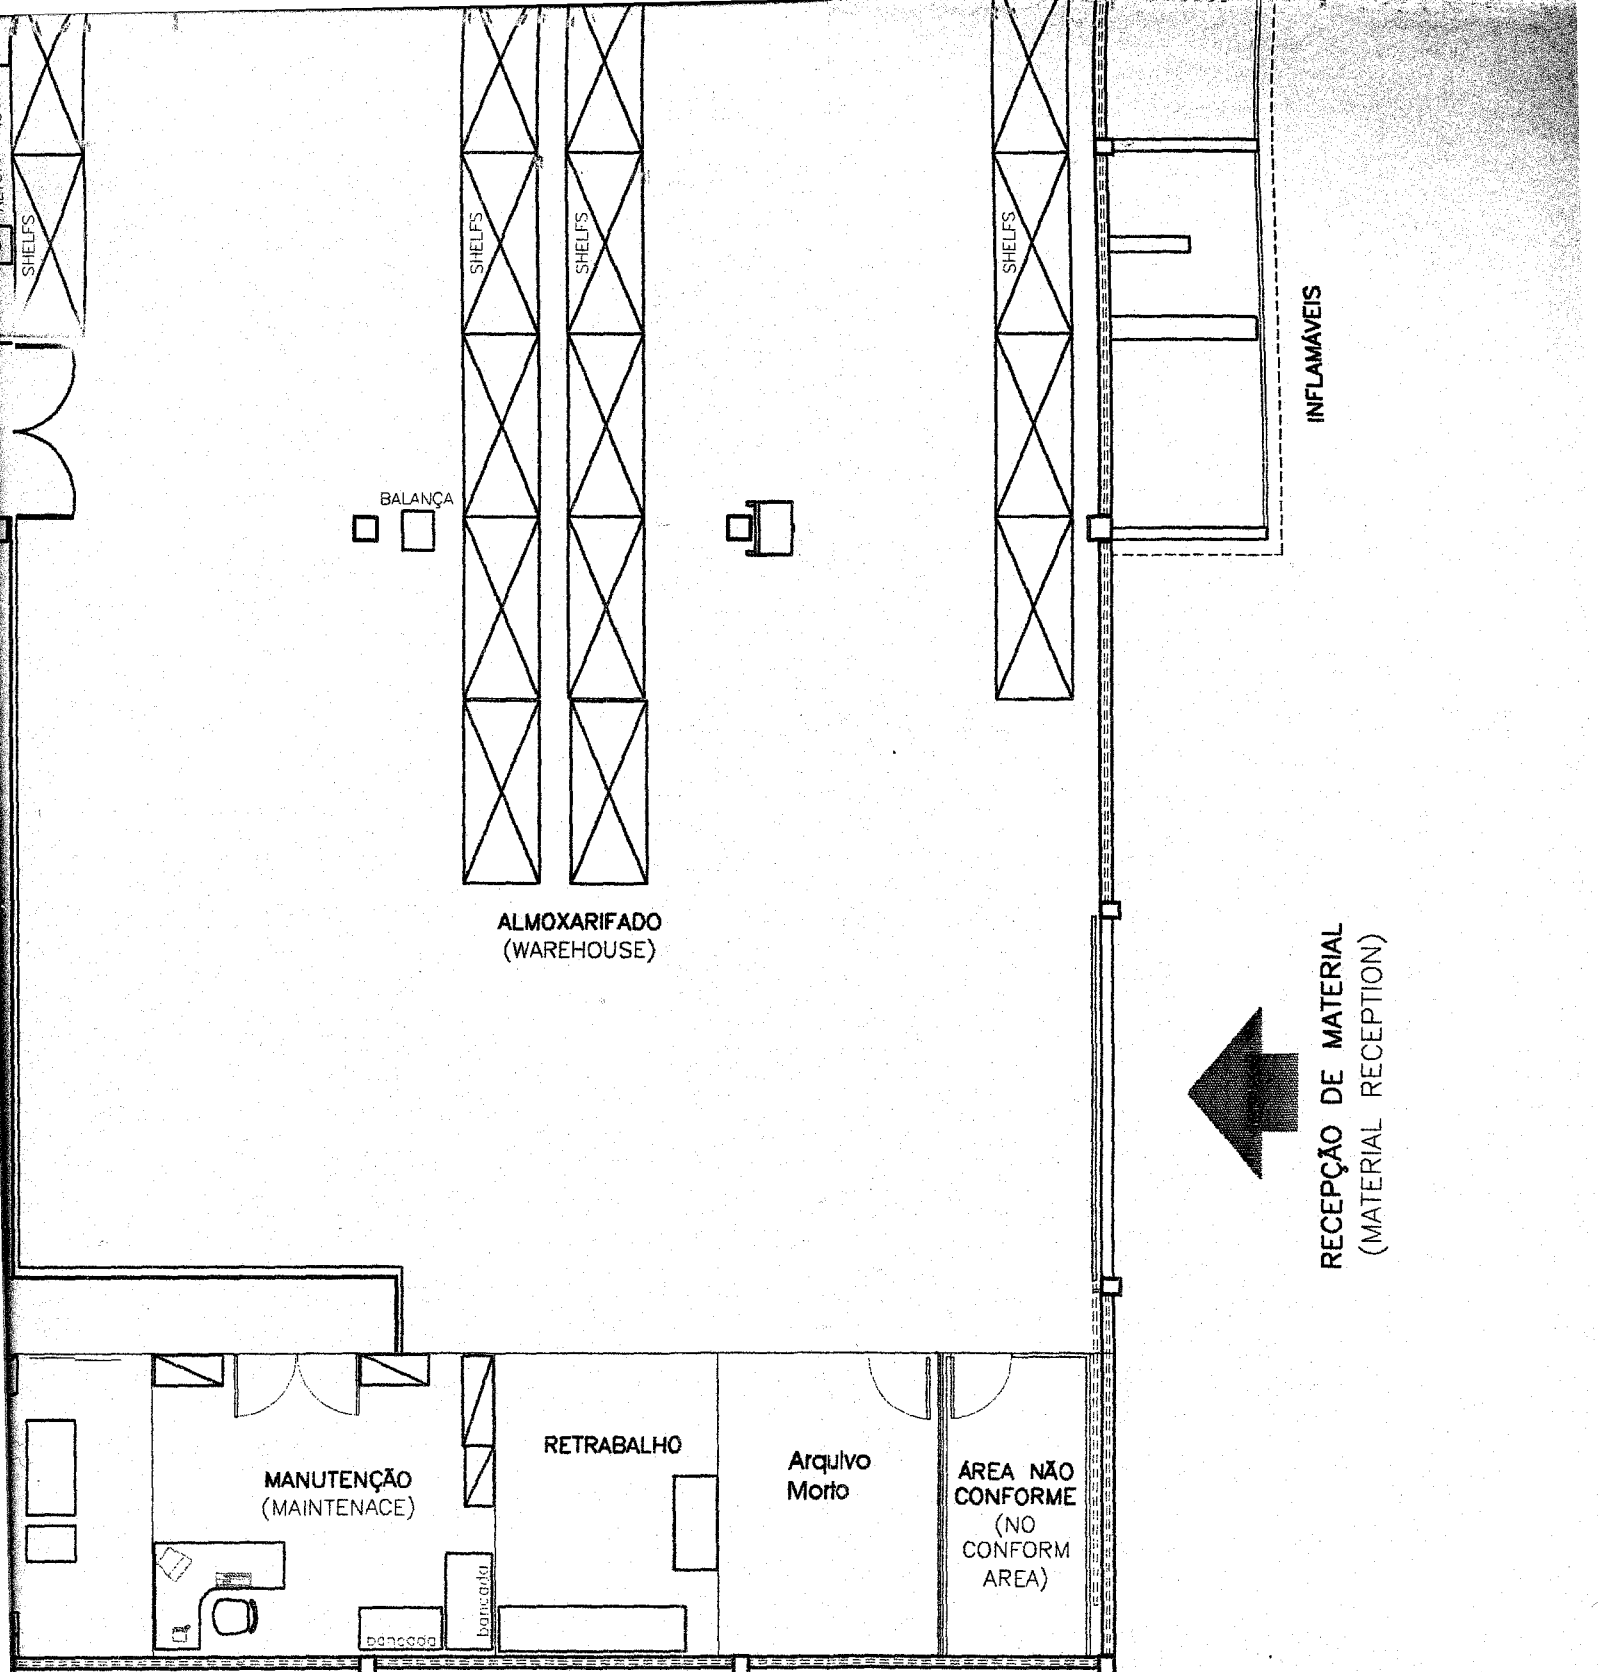 SHELFS
SHELFS
SHELFS
SHELFS
INFLAMÁVEIS
BALANÇA
ALMOXARIFADO
(WAREHOUSE)
RECEPÇÃO DE MATERIAL
(MATERIAL RECEPTION)
MANUTENÇÃO
(MAINTENACE)
RETRABALHO
Arquivo
Morto
ÁREA NÃO
CONFORME
(NO
CONFORM
AREA)
bancada
bancada